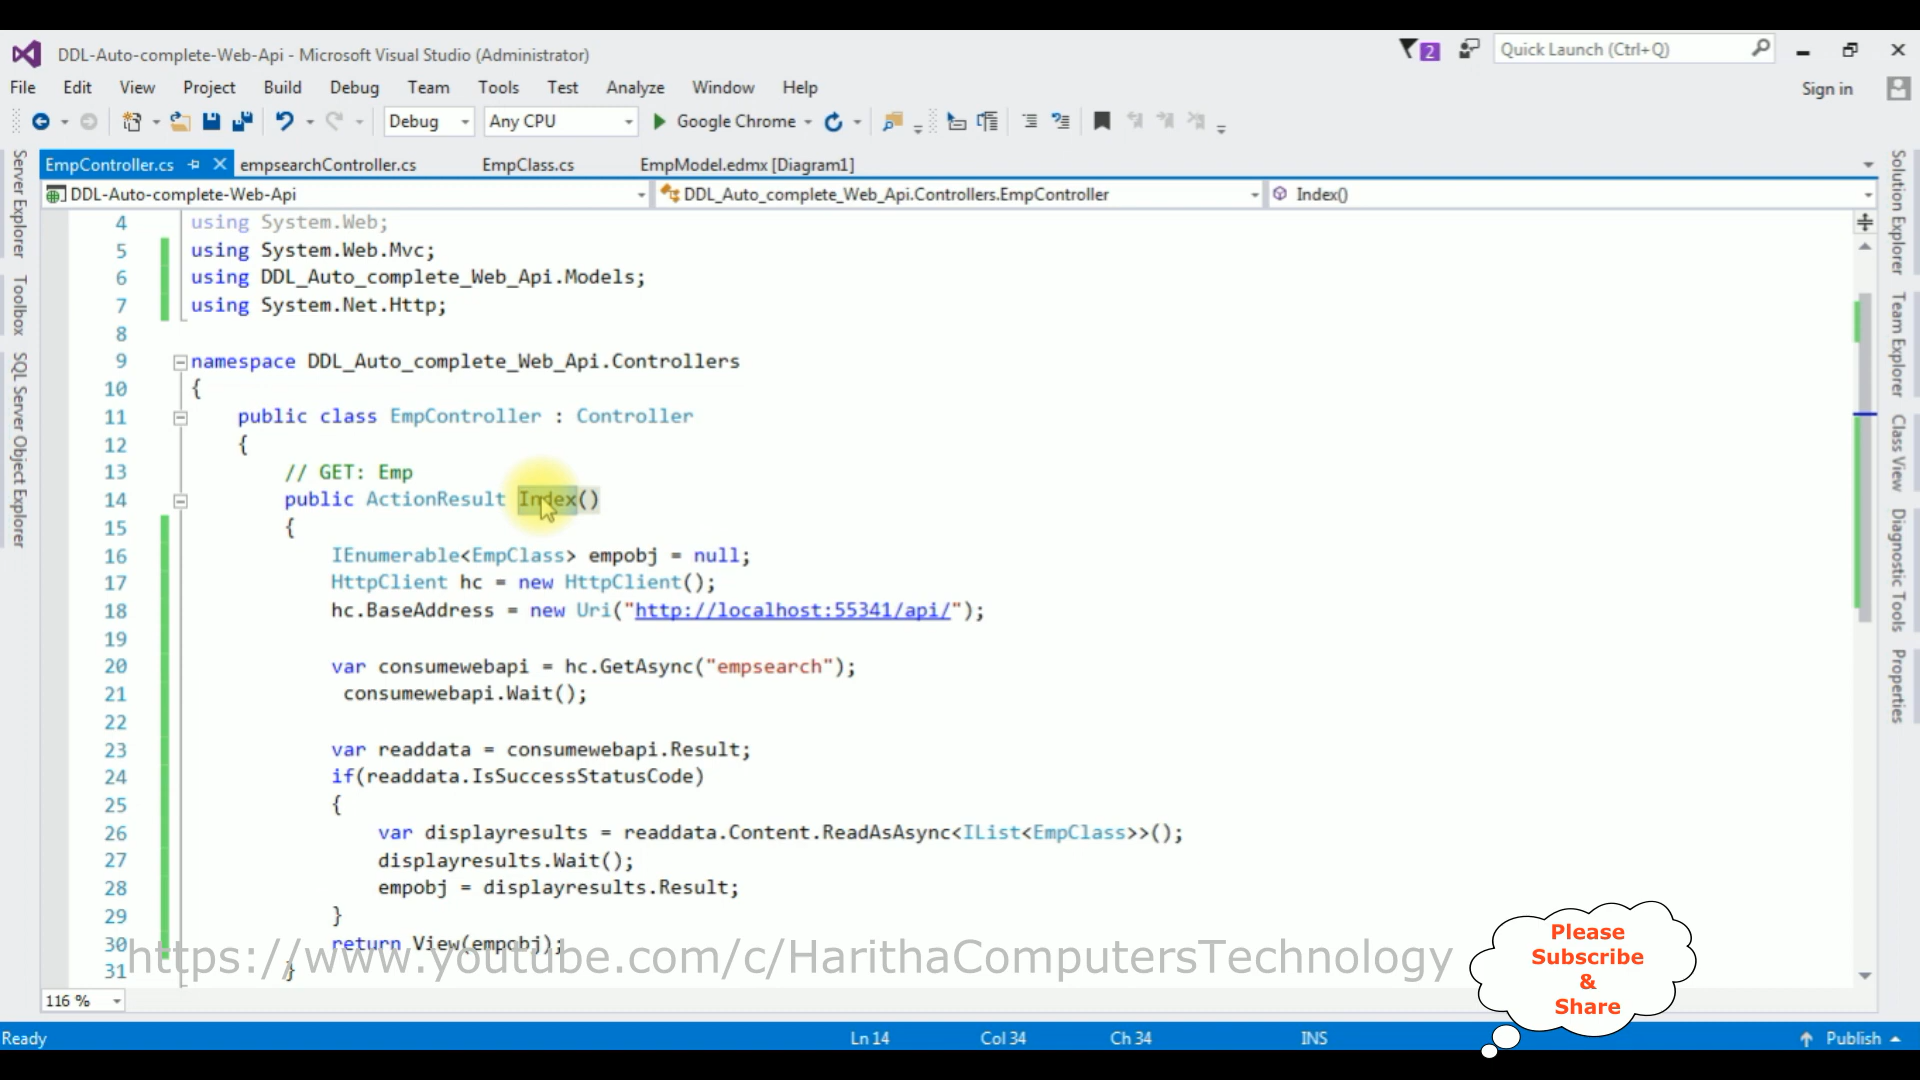 DDL-Auto-complete-Web-Api - Microsoft Visual Studio (Administrator)
2
Quick Launch (Ctrl+Q)
File Edit View Project Build Debug Team Tools Test Analyze Window Help
Sign in
Debug Any CPU Google Chrome
EmpController.cs empsearchController.cs EmpClass.cs EmpModel.edmx [Diagram1]
DDL-Auto-complete-Web-Api DDL_Auto_complete_Web_Api.Controllers.EmpController Index()
Server Explorer
Toolbox
SQL Server Object Explorer
4 using System.Web;
5 using System.Web.Mvc;
6 using DDL_Auto_complete_Web_Api.Models;
7 using System.Net.Http;
8
9 namespace DDL_Auto_complete_Web_Api.Controllers
10 {
11 public class EmpController : Controller
12 {
13 // GET: Emp
14 public ActionResult Index()
15 {
16 IEnumerable<EmpClass> empobj = null;
17 HttpClient hc = new HttpClient();
18 hc.BaseAddress = new Uri("http://localhost:55341/api/");
19
20 var consumewebapi = hc.GetAsync("empsearch");
21 consumewebapi.Wait();
22
23 var readdata = consumewebapi.Result;
24 if(readdata.IsSuccessStatusCode)
25 {
26 var displayresults = readdata.Content.ReadAsAsync<IList<EmpClass>>();
27 displayresults.Wait();
28 empobj = displayresults.Result;
29 }
30 return View(empobj);
31 }
https://www.youtube.com/c/HarithaComputersTechnology
Please
Subscribe
&
Share
Solution Explorer
Team Explorer
Class View
Diagnostic Tools
Properties
116 %
Ready Ln 14 Col 34 Ch 34 INS Publish